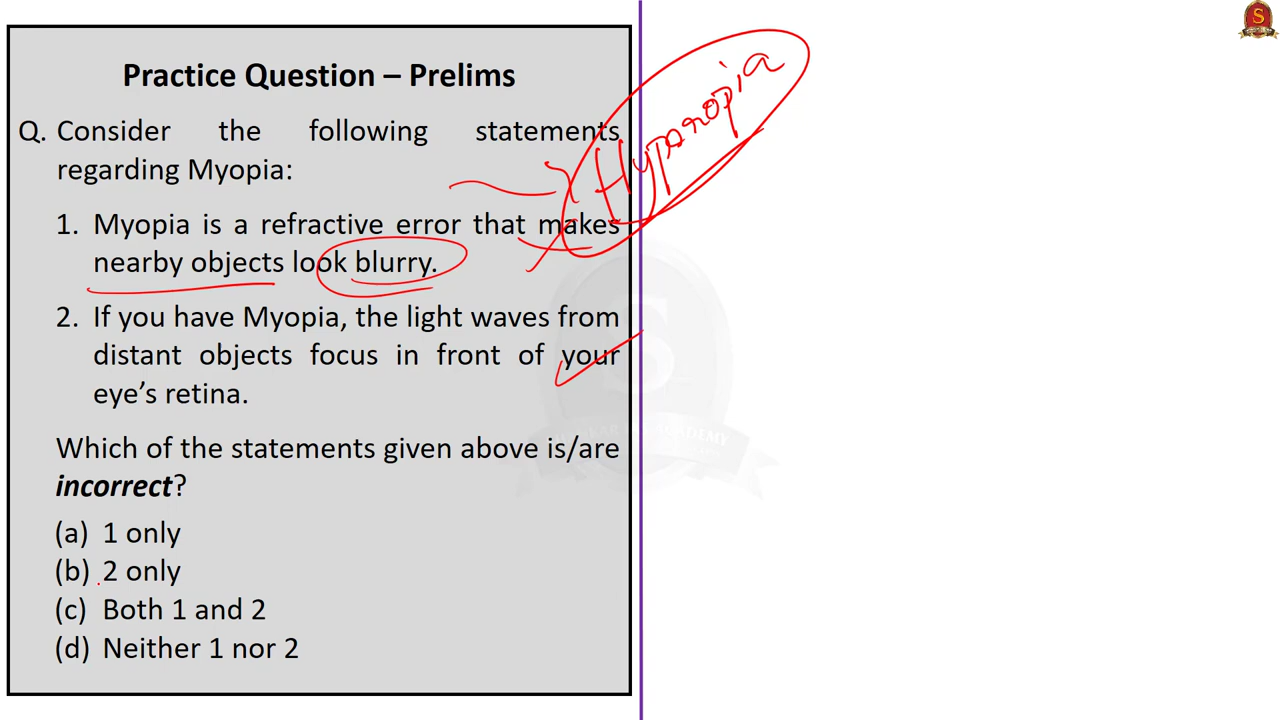 Practice Question – Prelims
Q. Consider the following statements
regarding Myopia:
Hyperopia
1. Myopia is a refractive error that makes
nearby objects look blurry.
2. If you have Myopia, the light waves from
distant objects focus in front of your
eye's retina.
Which of the statements given above is/are
incorrect?
(a) 1 only
(b) 2 only
(c) Both 1 and 2
(d) Neither 1 nor 2